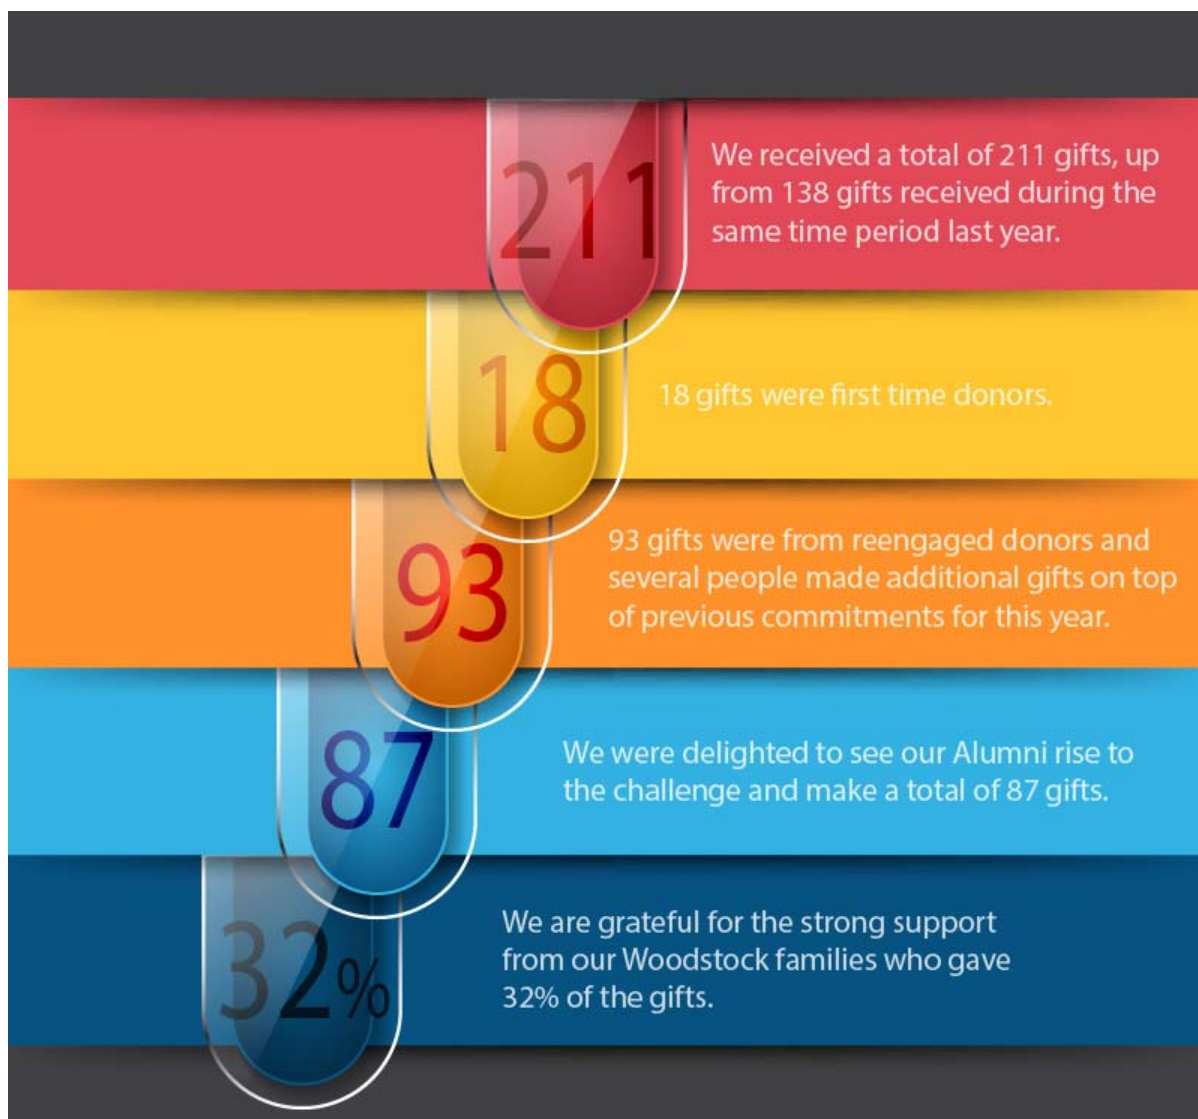 211
We received a total of 211 gifts, up
from 138 gifts received during the
same time period last year.
18
18 gifts were first time donors.
93
93 gifts were from reengaged donors and
several people made additional gifts on top
of previous commitments for this year.
87
We were delighted to see our Alumni rise to
the challenge and make a total of 87 gifts.
32%
We are grateful for the strong support
from our Woodstock families who gave
32% of the gifts.